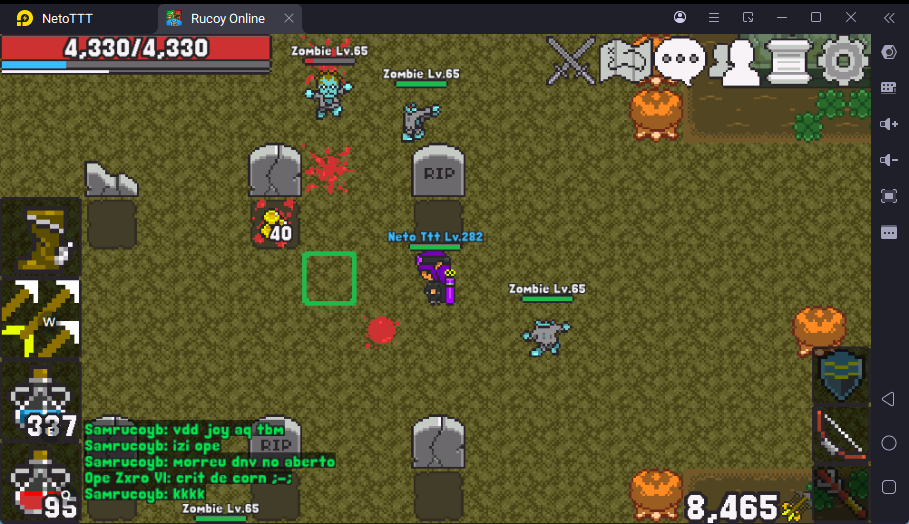 NetoTTT
Rucoy Online
4,330/4,330
Zombie Lv.65
Zombie Lv.65
RIP
40
Neto Ttt Lv.282
Zombie Lv.65
W
337
Samrucoyb: vdd joy aq tbm
Samrucoyb: izi ope
RIP
Samrucoyb: morreu dnv no aberto
Ope Zxro VI: crit de corn ;-;
Samrucoyb: kkkk
95
Zombie Lv.65
8,465